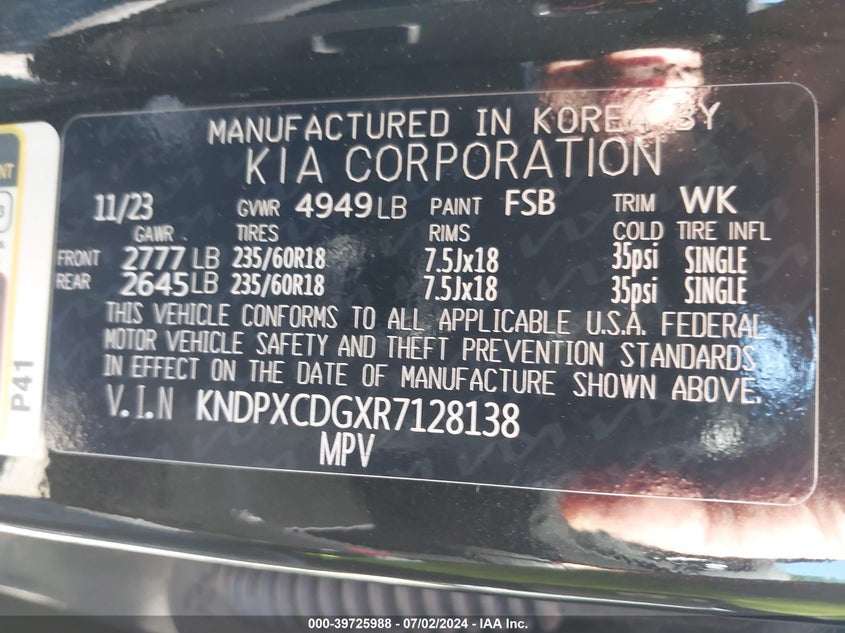 MANUFACTURED IN KOREA BY
KIA CORPORATION
11/23 GVWR 4949 LB PAINT FSB TRIM WK
GAWR TIRES RIMS COLD TIRE INFL
FRONT 2777 LB 235/60R18 7.5Jx18 35psi SINGLE
REAR 2645 LB 235/60R18 7.5Jx18 35psi SINGLE
THIS VEHICLE CONFORMS TO ALL APPLICABLE U.S.A. FEDERAL
MOTOR VEHICLE SAFETY AND THEFT PREVENTION STANDARDS
IN EFFECT ON THE DATE OF MANUFACTURE SHOWN ABOVE.
V.I.N KNDPXCDGXR7128138
MPV
P41
000-39725988 - 07/02/2024 - IAA Inc.